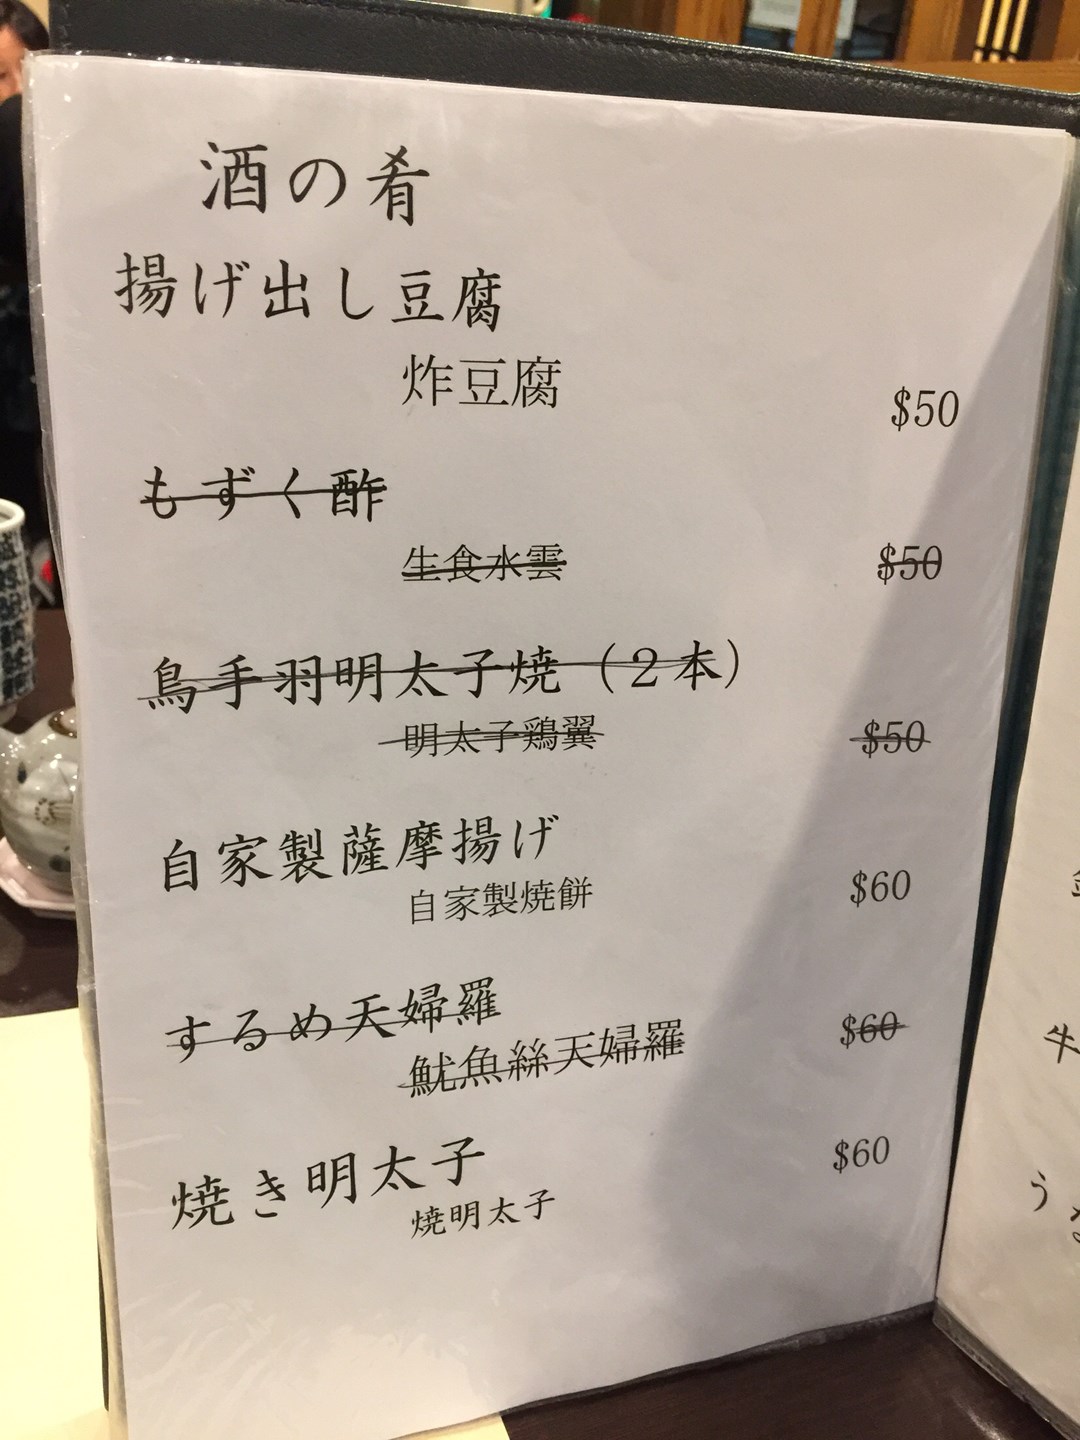 酒の肴
揚げ出し豆腐
炸豆腐
$50
もずく酢
生食水雲
$50
鳥手羽明太子焼（2本）
明太子鶏翼
$50
自家製薩摩揚げ
自家製焼餅
$60
するめ天婦羅
魷魚絲天婦羅
$60
焼き明太子
$60
焼明太子
牛
う